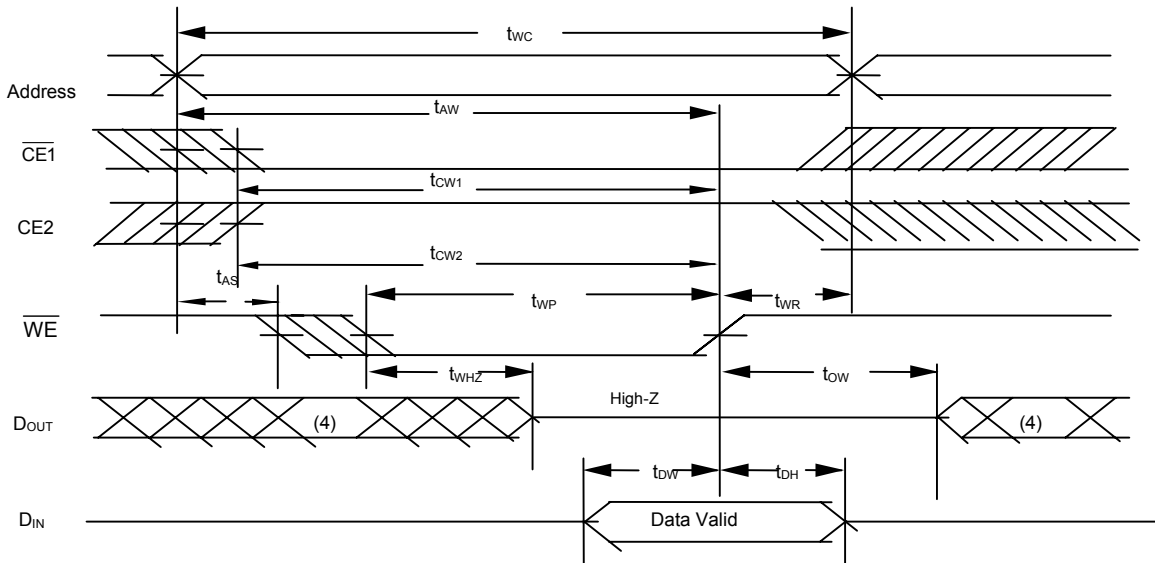 tWC
Address
tAW
CE1
tCW1
CE2
tCW2
tAS
tWP
tWR
WE
tWHZ
tOW
High-Z
DOUT
(4)
(4)
tDW
tDH
DIN
Data Valid